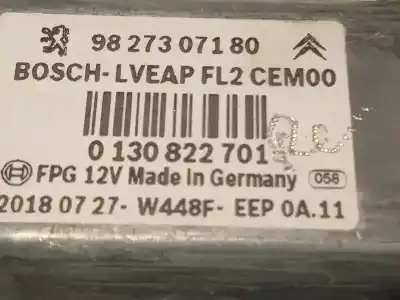 98 273 071 80
BOSCH-LVEAP FL2 CEM00
0 130 822 701
FPG 12V Made in Germany 058
2018 07 27- W448F- EEP 0A.11